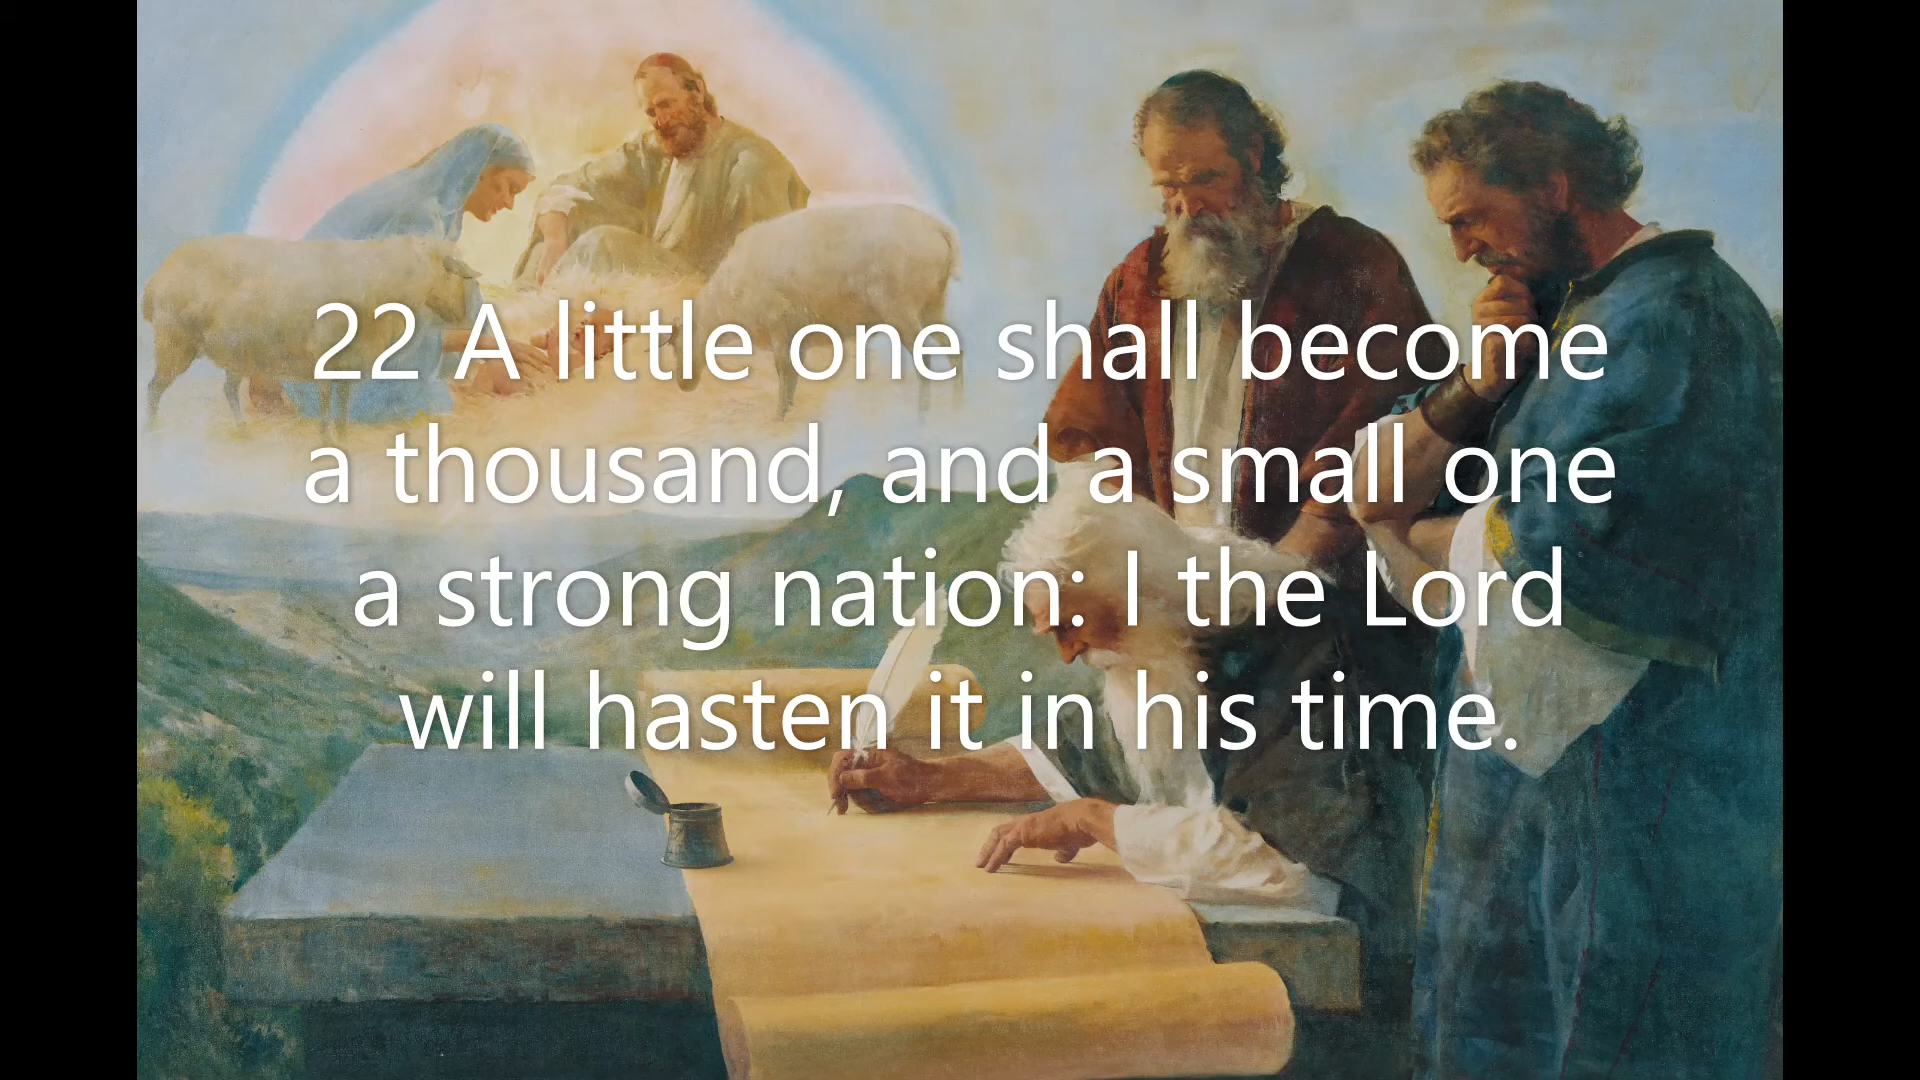 22 A little one shall become
a thousand, and a small one
a strong nation: I the Lord
will hasten it in his time.